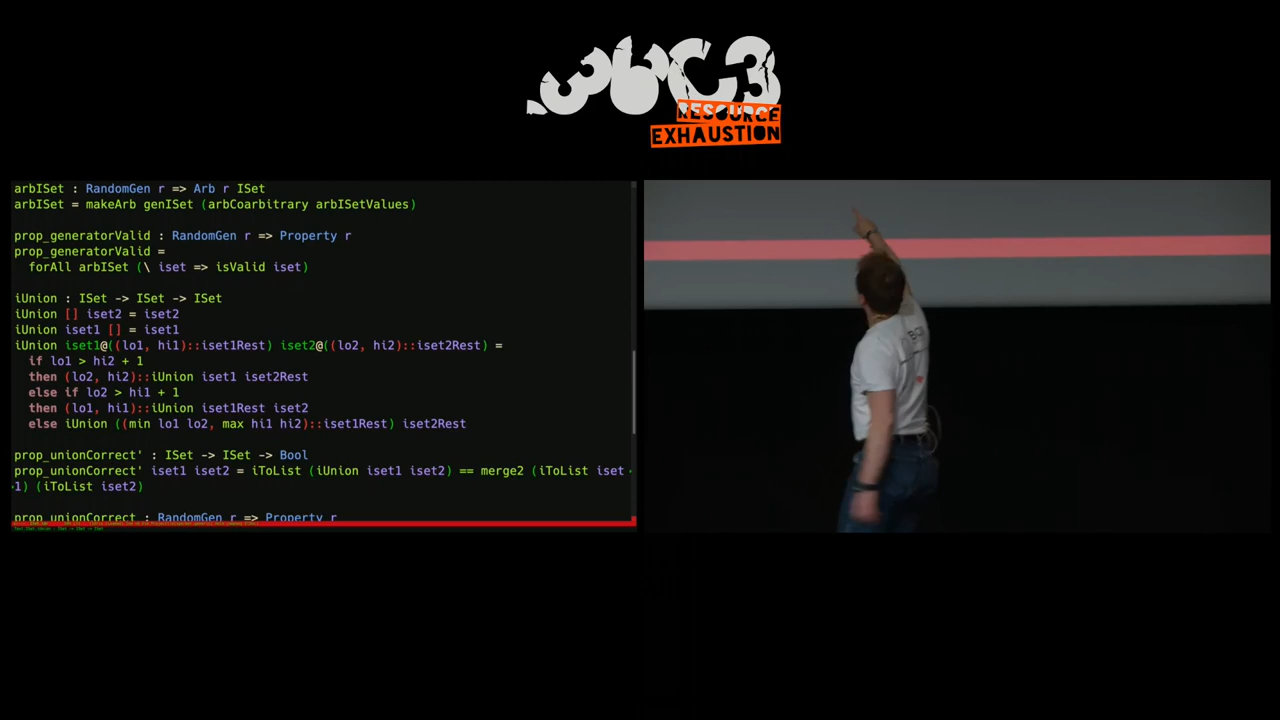 36C3
RESOURCE
EXHAUSTION
arbISet : RandomGen r => Arb r ISet
arbISet = makeArb genISet (arbCoarbitrary arbISetValues)
prop_generatorValid : RandomGen r => Property r
prop_generatorValid =
forAll arbISet (\ iset => isValid iset)
iUnion : ISet -> ISet -> ISet
iUnion [] iset2 = iset2
iUnion iset1 [] = iset1
iUnion iset1@((lo1, hi1)::iset1Rest) iset2@((lo2, hi2)::iset2Rest) =
if lo1 > hi2 + 1
then (lo2, hi2)::iUnion iset1 iset2Rest
else if lo2 > hi1 + 1
then (lo1, hi1)::iUnion iset1Rest iset2
else iUnion ((min lo1 lo2, max hi1 hi2)::iset1Rest) iset2Rest
prop_unionCorrect' : ISet -> ISet -> Bool
prop_unionCorrect' iset1 iset2 = iToList (iUnion iset1 iset2) == merge2 (iToList iset
1) (iToList iset2)
prop_unionCorrect : RandomGen r => Property r